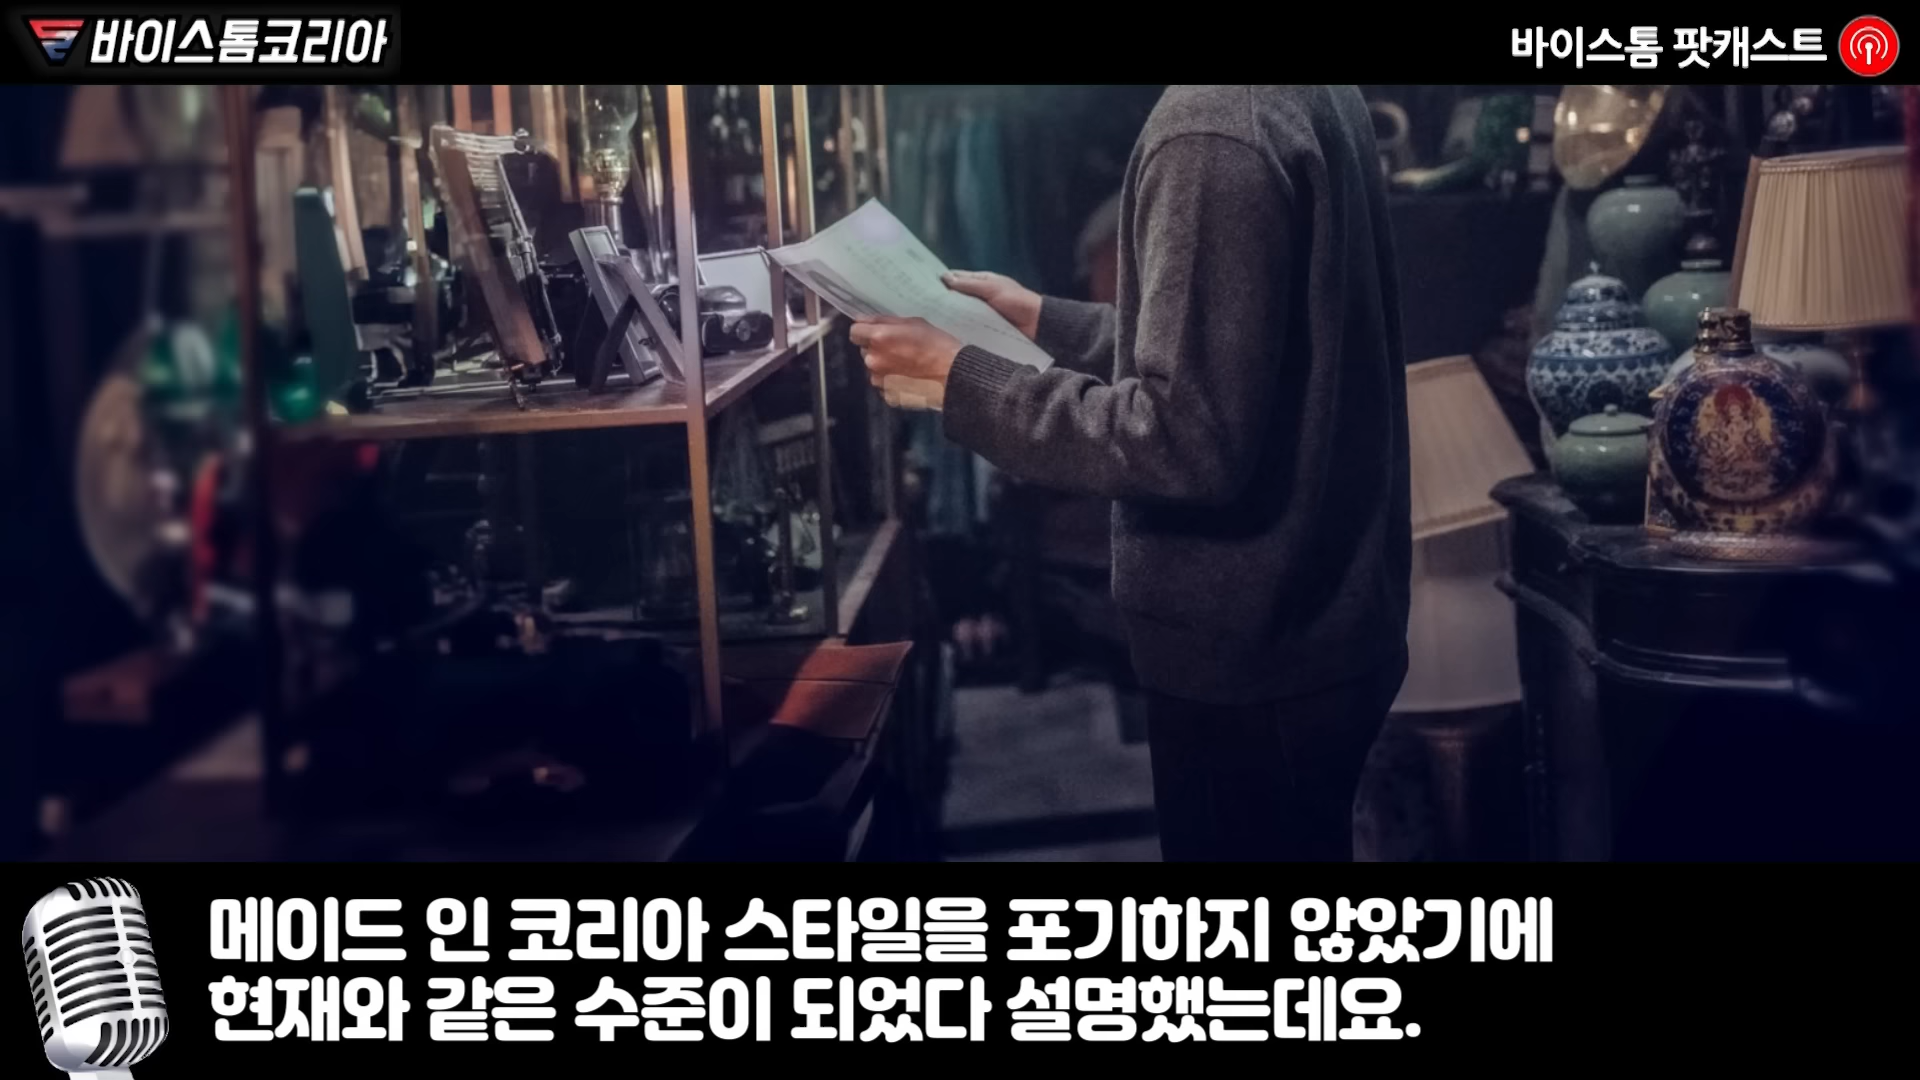 바이스톰코리아
바이스톰 팟캐스트
메이드 인 코리아 스타일을 포기하지 않았기에
현재와 같은 수준이 되었다 설명했는데요.